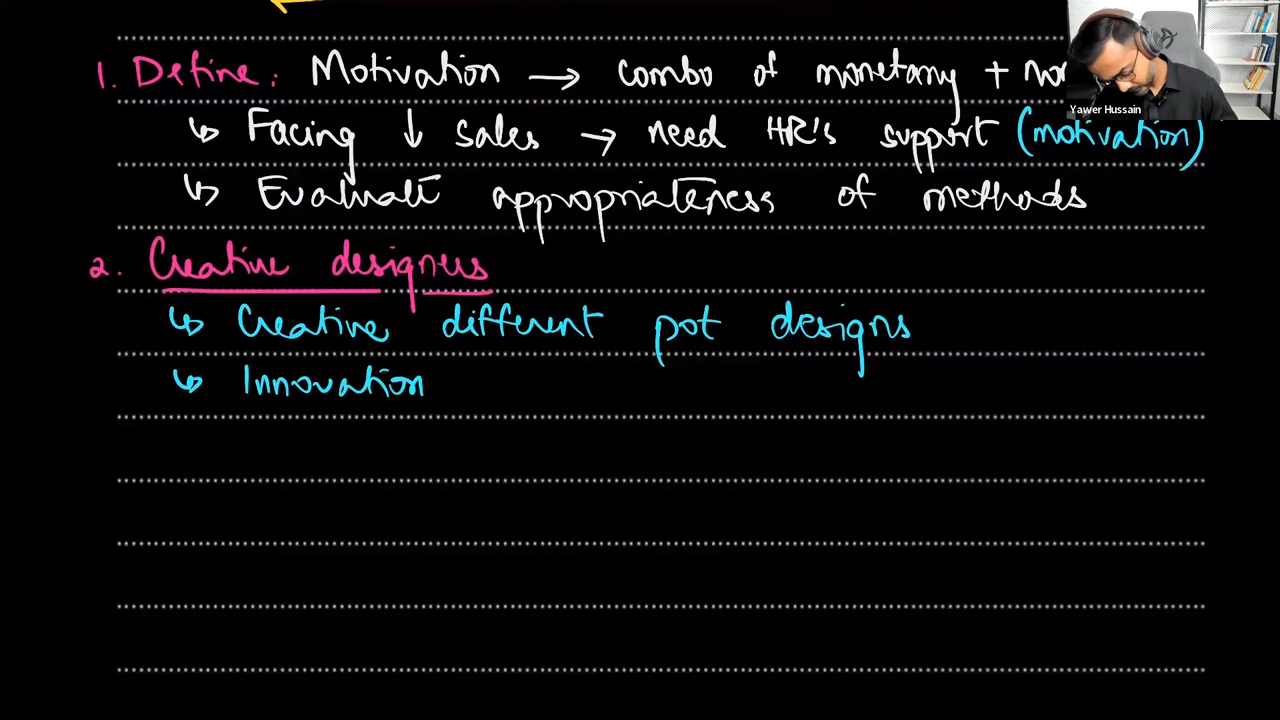 1. Define: Motivation → combo of monetary +
Yawer Hussain
↳ Facing ↓ sales → need HR's support (motivation)
↳ Evaluate appropriateness of methods
2. Creative designers
↳ Creative different pot designs
↳ Innovation